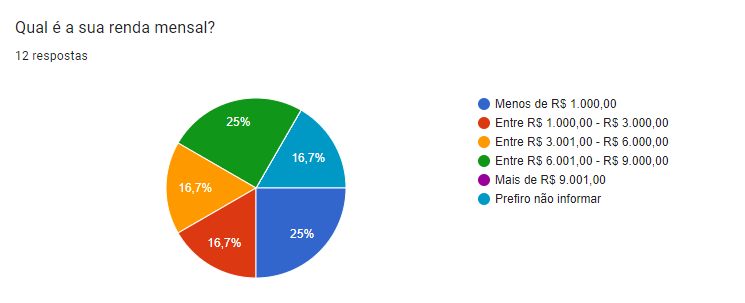 Qual é a sua renda mensal?
12 respostas
25%
16,7%
16,7%
25%
16,7%
Menos de R$ 1.000,00
Entre R$ 1.000,00 - R$ 3.000,00
Entre R$ 3.001,00 - R$ 6.000,00
Entre R$ 6.001,00 - R$ 9.000,00
Mais de R$ 9.001,00
Prefiro não informar